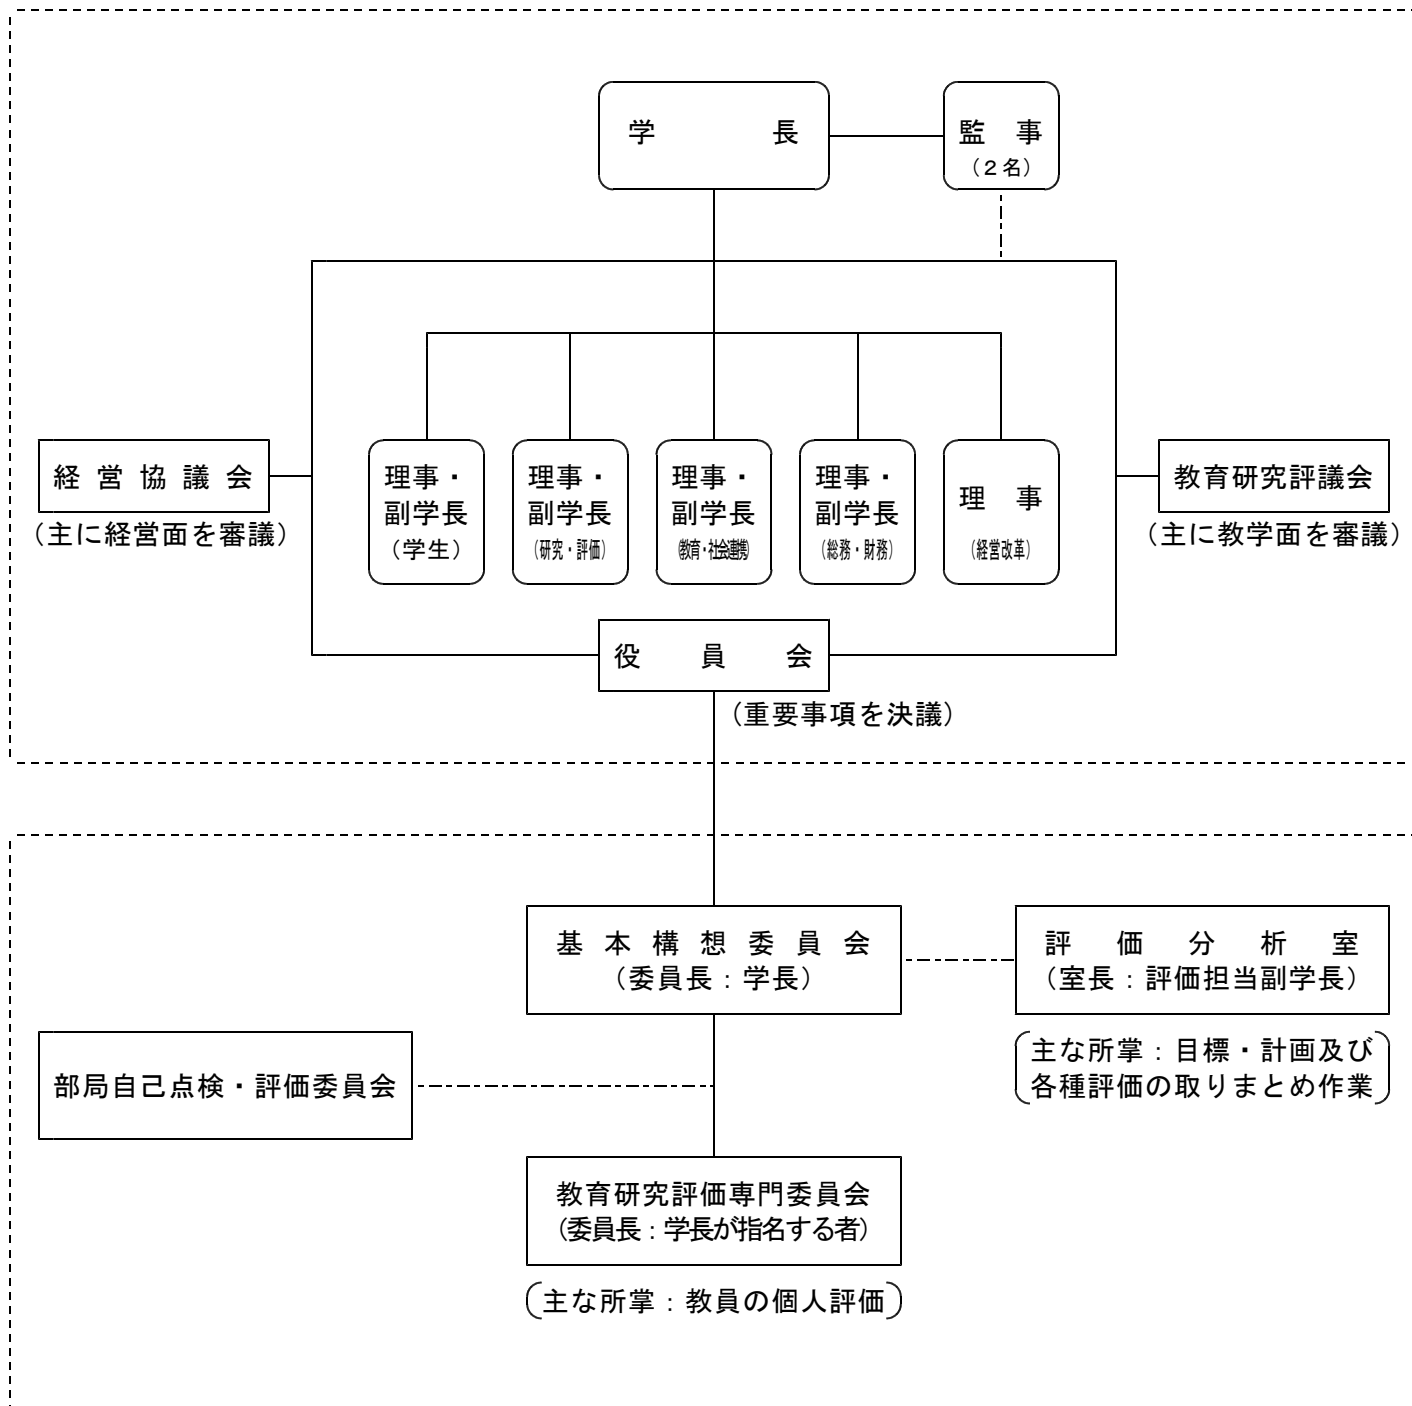 学長
監事
（２名）
経営協議会
（主に経営面を審議）
理事・
副学長
（学生）
理事・
副学長
（研究・評価）
理事・
副学長
（教育・社会連携）
理事・
副学長
（総務・財務）
理事
（経営改革）
教育研究評議会
（主に教学面を審議）
役員会
（重要事項を決議）
基本構想委員会
（委員長：学長）
評価分析室
（室長：評価担当副学長）
主な所掌：目標・計画及び
各種評価の取りまとめ作業
部局自己点検・評価委員会
教育研究評価専門委員会
（委員長：学長が指名する者）
主な所掌：教員の個人評価